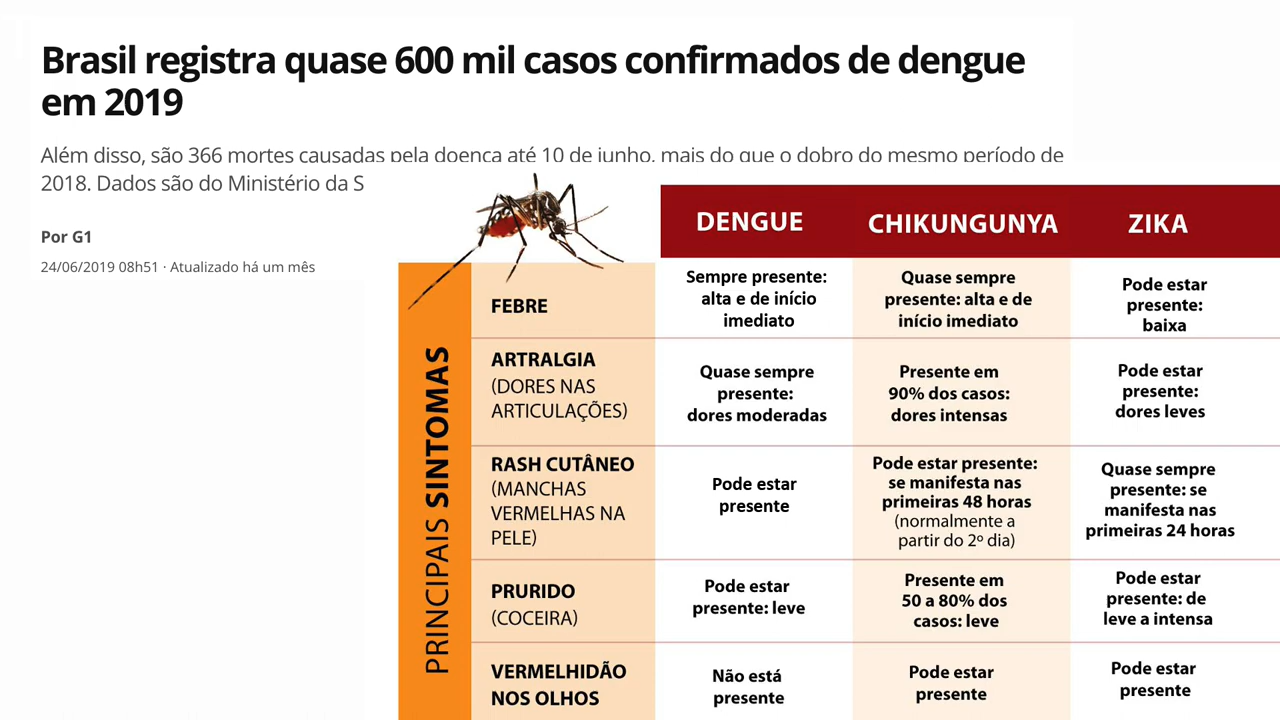 Brasil registra quase 600 mil casos confirmados de dengue
em 2019
Além disso, são 366 mortes causadas pela doença até 10 de junho, mais do que o dobro do mesmo período de
2018. Dados são do Ministério da S
Por G1
24/06/2019 08h51 · Atualizado há um mês
DENGUE CHIKUNGUNYA ZIKA
PRINCIPAIS SINTOMAS
FEBRE
Sempre presente:
alta e de início
imediato
Quase sempre
presente: alta e de
início imediato
Pode estar
presente:
baixa
ARTRALGIA
(DORES NAS
ARTICULAÇÕES)
Quase sempre
presente:
dores moderadas
Presente em
90% dos casos:
dores intensas
Pode estar
presente:
dores leves
RASH CUTÂNEO
(MANCHAS
VERMELHAS NA
PELE)
Pode estar
presente
Pode estar presente:
se manifesta nas
primeiras 48 horas
(normalmente a
partir do 2º dia)
Quase sempre
presente: se
manifesta nas
primeiras 24 horas
PRURIDO
(COCEIRA)
Pode estar
presente: leve
Presente em
50 a 80% dos
casos: leve
Pode estar
presente: de
leve a intensa
VERMELHIDÃO
NOS OLHOS
Não está
presente
Pode estar
presente
Pode estar
presente